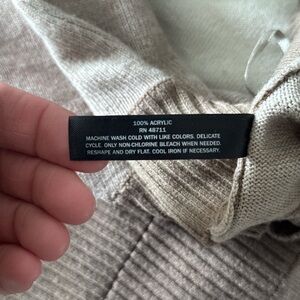 100% ACRYLIC
RN 48711
MACHINE WASH COLD WITH LIKE COLORS. DELICATE
CYCLE. ONLY NON-CHLORINE BLEACH WHEN NEEDED.
RESHAPE AND DRY FLAT. COOL IRON IF NECESSARY.